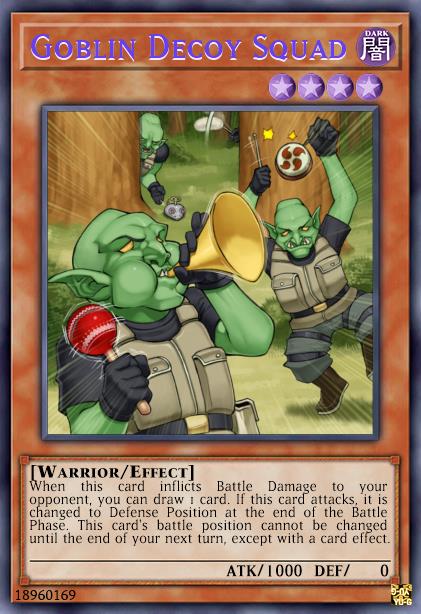 Goblin Decoy Squad
DARK
闇
[Warrior/Effect]
When this card inflicts Battle Damage to your
opponent, you can draw 1 card. If this card attacks, it is
changed to Defense Position at the end of the Battle
Phase. This card's battle position cannot be changed
until the end of your next turn, except with a card effect.
ATK/1000 DEF/ 0
18960169